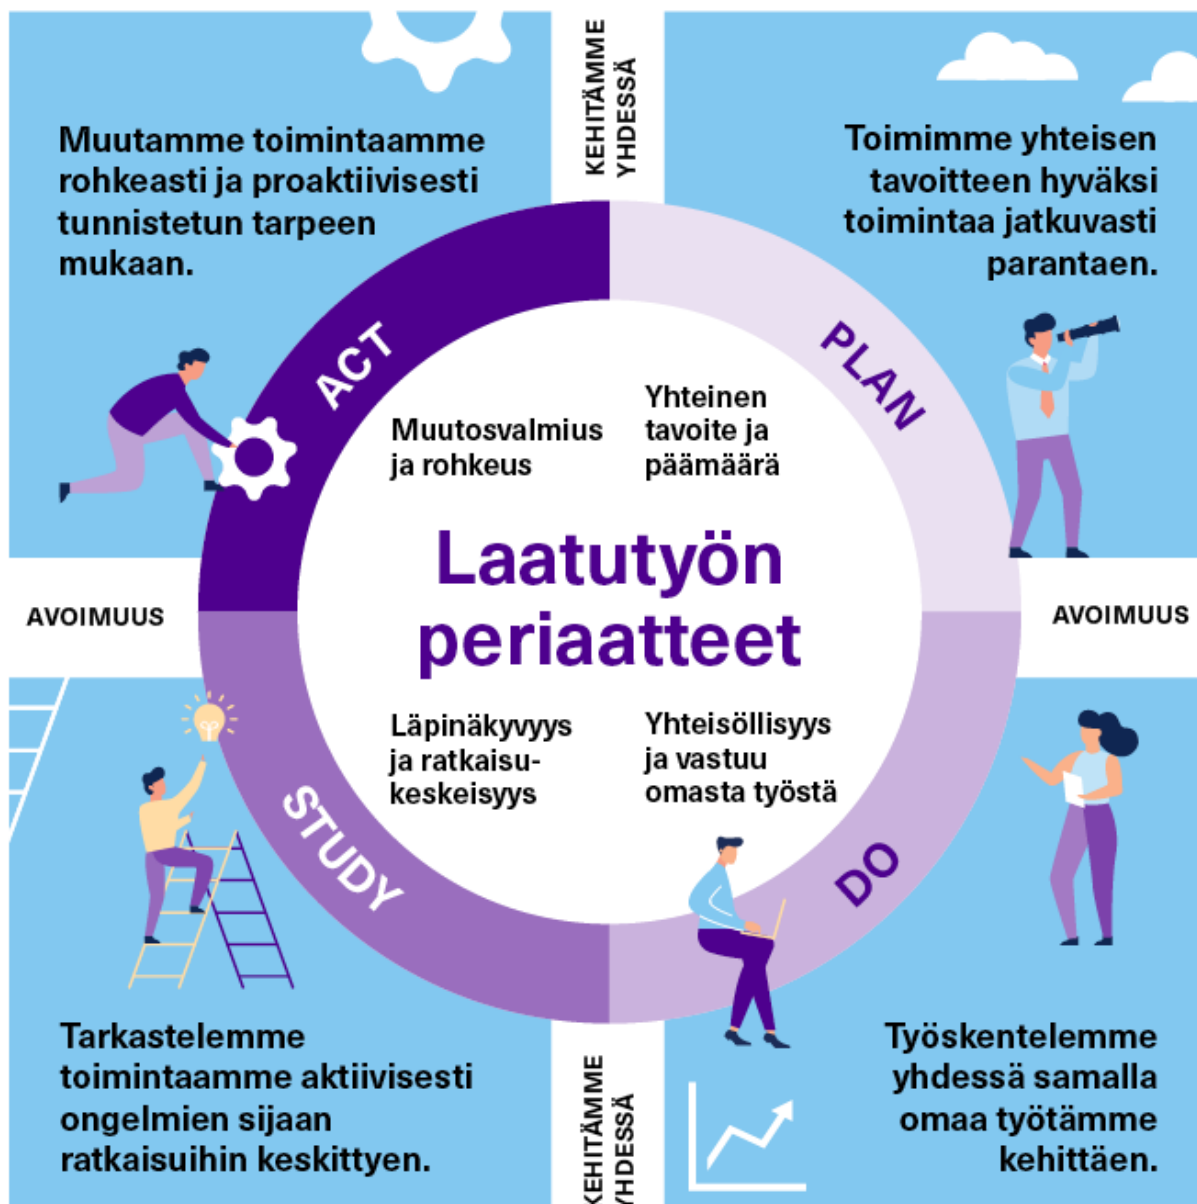 KEHITÄMME
YHDESSÄ
Muutamme toimintaamme
rohkeasti ja proaktiivisesti
tunnistetun tarpeen
mukaan.
Toimimme yhteisen
tavoitteen hyväksi
toimintaa jatkuvasti
parantaen.
ACT
PLAN
Muutosvalmius
ja rohkeus
Yhteinen
tavoite ja
päämäärä
Laatutyön
periaatteet
AVOIMUUS
AVOIMUUS
Läpinäkyvyys
ja ratkaisu-
keskeisyys
Yhteisöllisyys
ja vastuu
omasta työstä
STUDY
DO
Tarkastelemme
toimintaamme aktiivisesti
ongelmien sijaan
ratkaisuihin keskittyen.
KEHITÄMME
YHDESSÄ
Työskentelemme
yhdessä samalla
omaa työtämme
kehittäen.